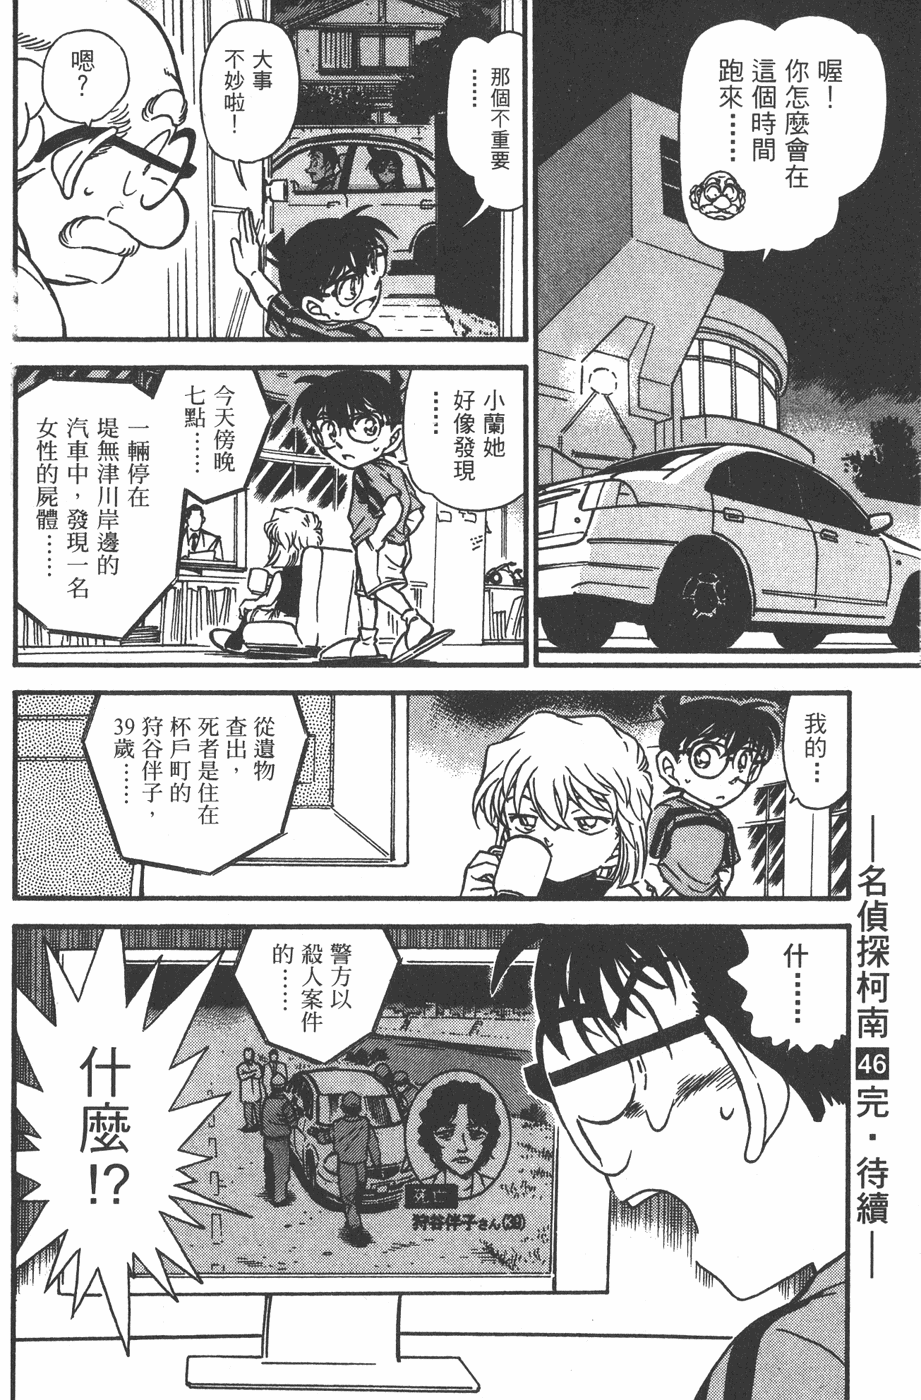 喔！
你怎麼會在
這個時間
跑來……
那個不重要
……
大事
不妙啦！
嗯？
小蘭她
好像發現
……
今天傍晚
七點……
一輛停在
堤無津川岸邊的
汽車中，發現一名
女性的屍體……
我的…
從遺物
查出，
死者是住在
杯戶町的
狩谷伴子，
39歲……
什……
警方以
殺人案件
的……
死亡
狩谷伴子さん(39)
什麼!?
—名偵探柯南46完・待續—